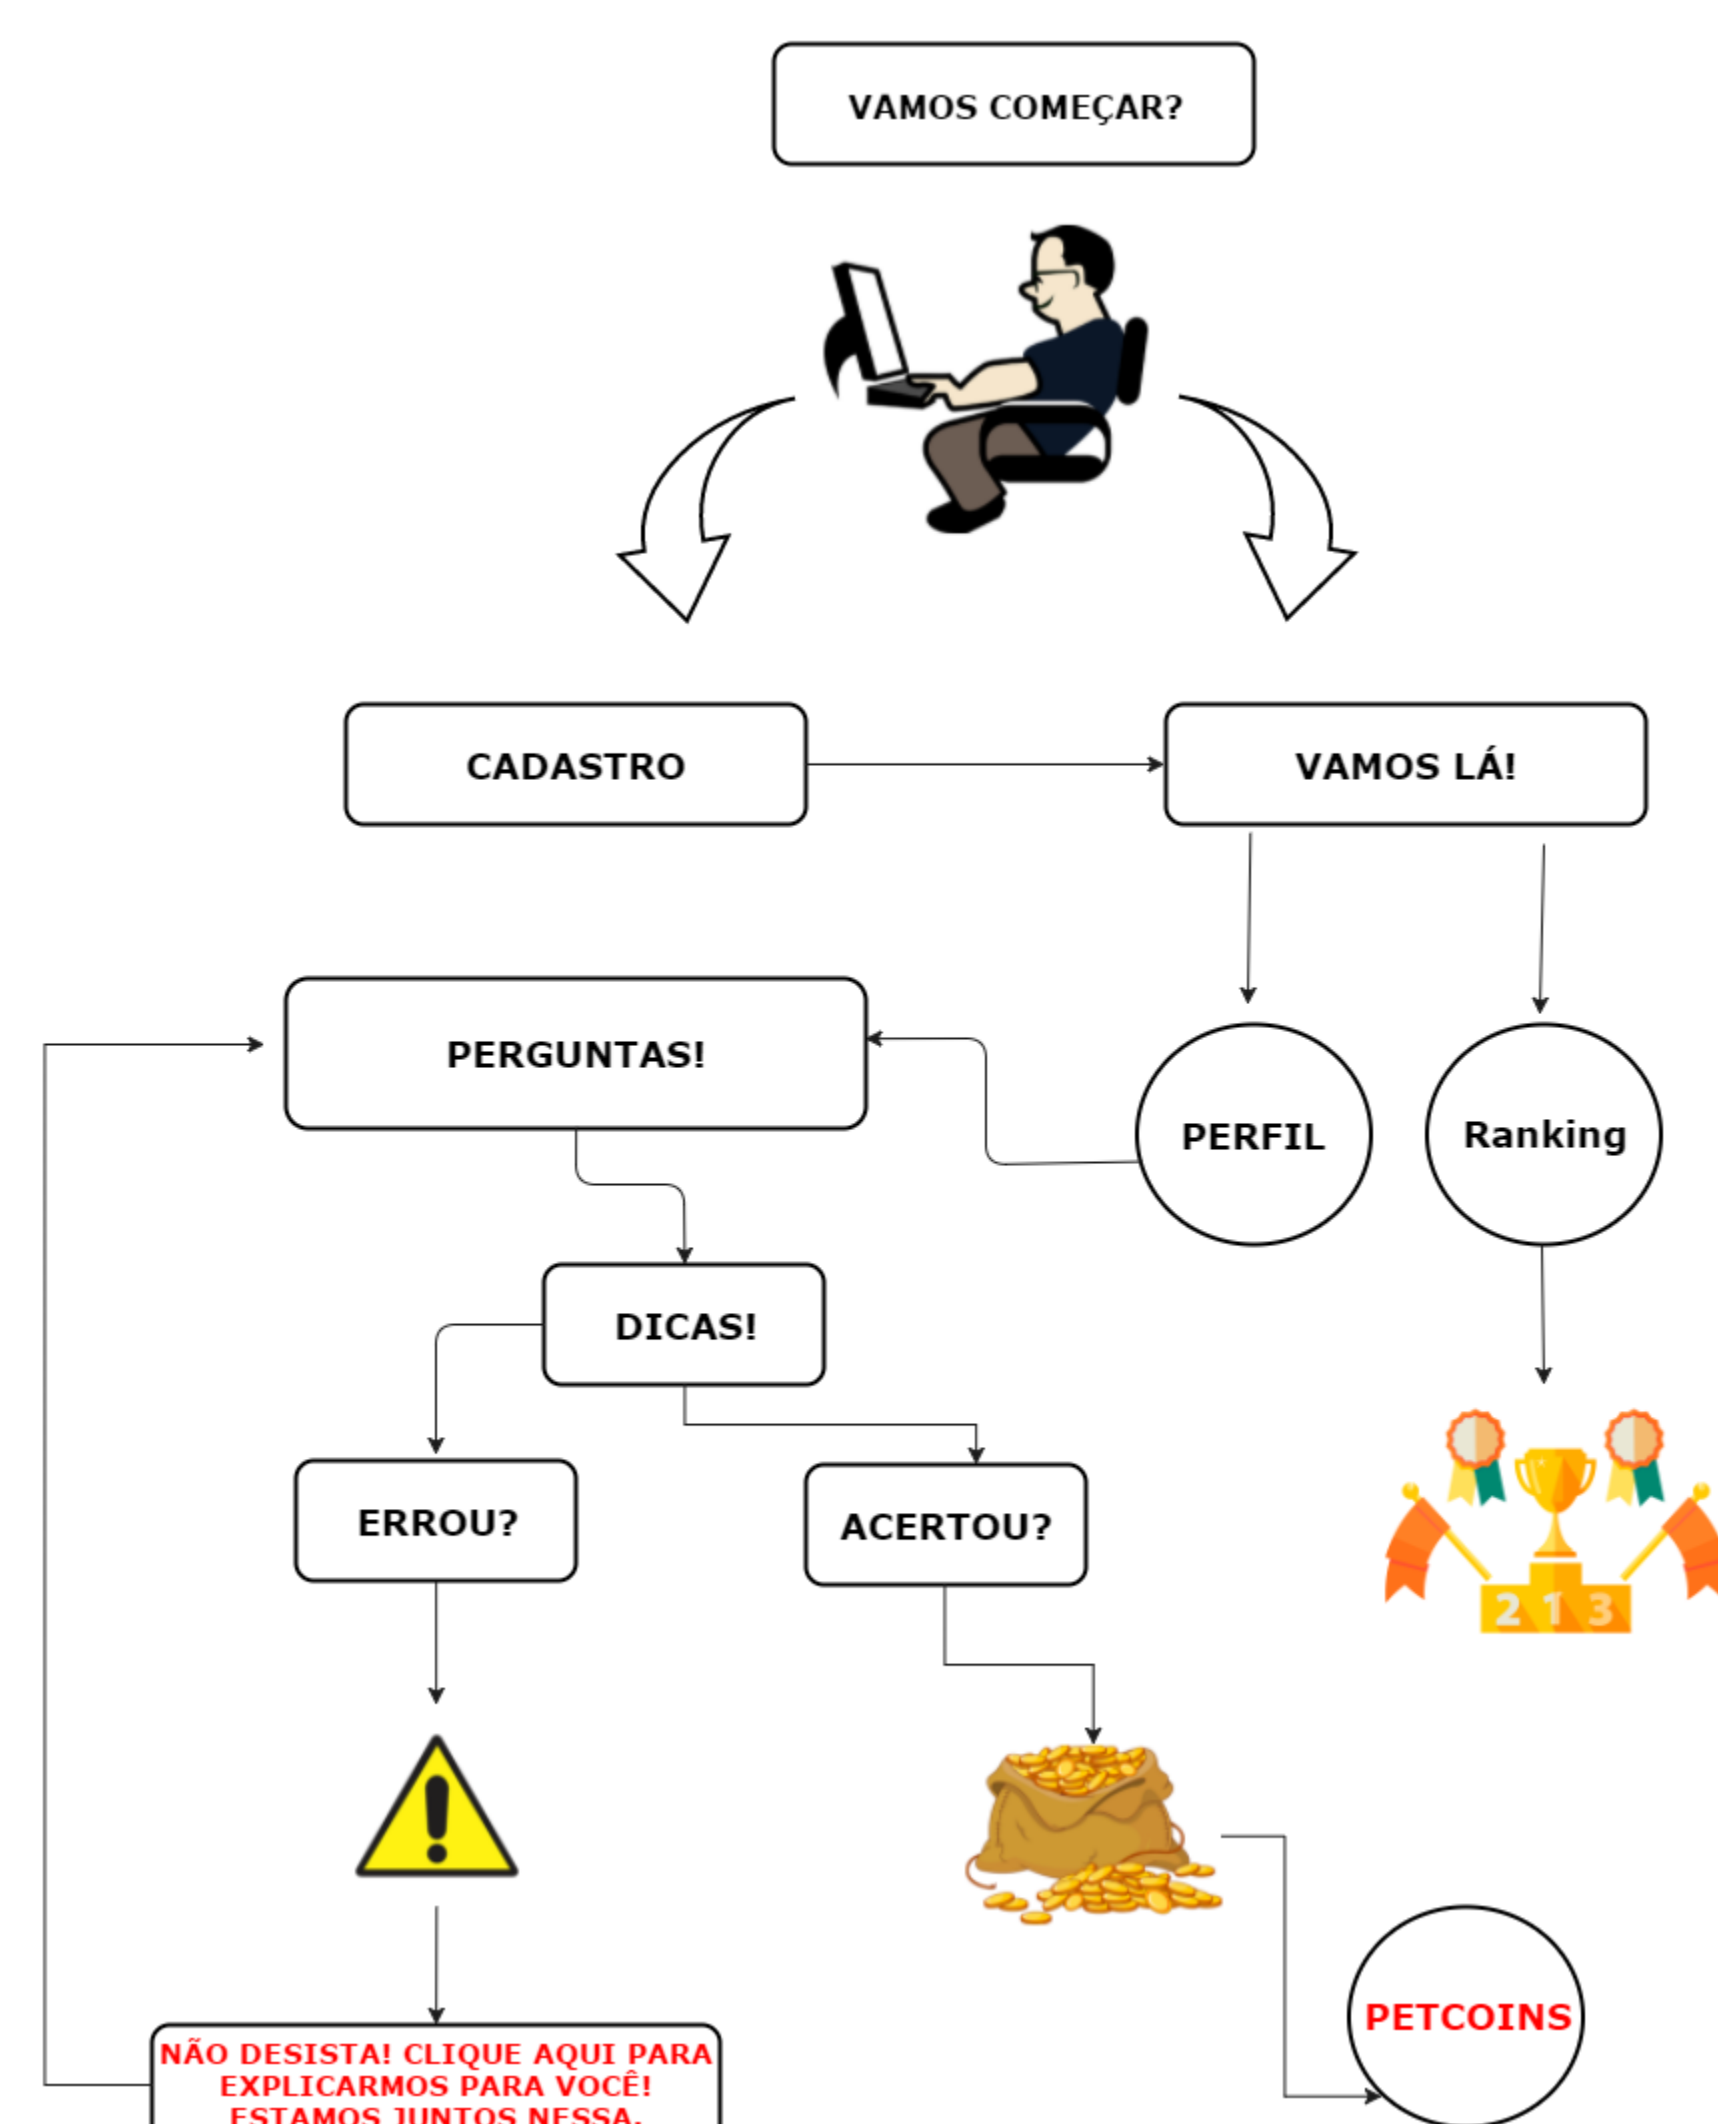 VAMOS COMEÇAR?
CADASTRO
VAMOS LÁ!
PERGUNTAS!
PERFIL
Ranking
DICAS!
ERROU?
ACERTOU?
2 1 3
PETCOINS
NÃO DESISTA! CLIQUE AQUI PARA
EXPLICARMOS PARA VOCÊ!
ESTAMOS JUNTOS NESSA.